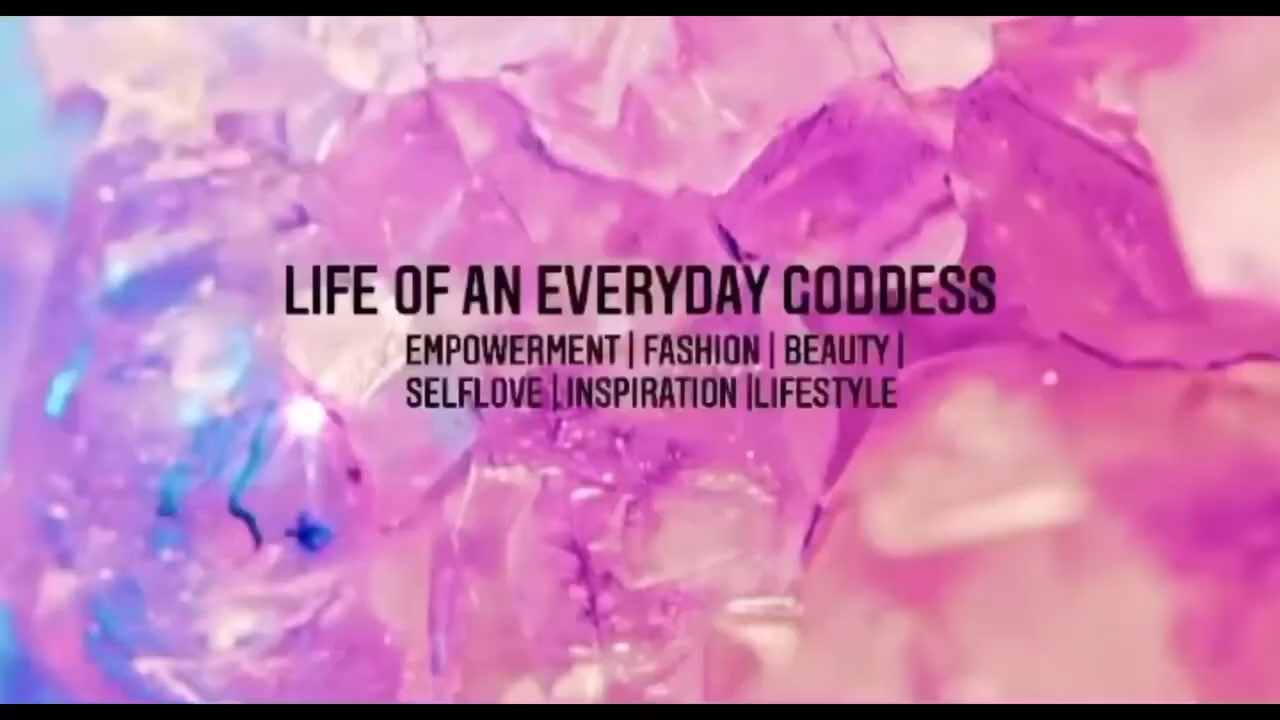 LIFE OF AN EVERYDAY GODDESS
EMPOWERMENT | FASHION | BEAUTY |
SELFLOVE | INSPIRATION |LIFESTYLE